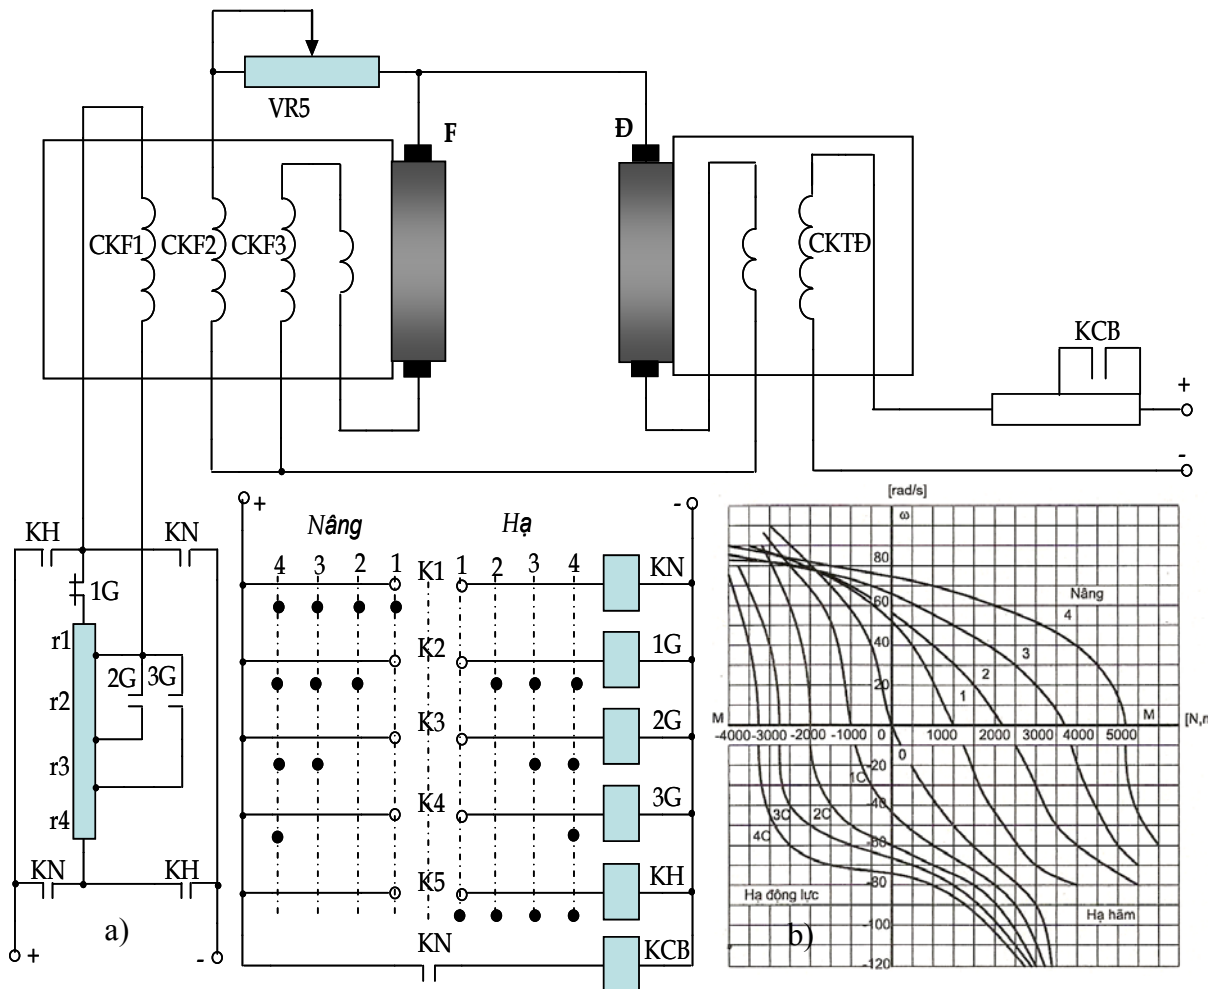 VR5
F
Đ
CKF1
CKF2
CKF3
CKTĐ
KCB
+
-
KH
KN
1G
r1
r2
r3
r4
2G
3G
KN
KH
+
-
a)
+
-
Nâng
Hạ
4 3 2 1
1 2 3 4
K1
KN
K2
1G
K3
2G
K4
3G
K5
KH
KN
KCB
[rad/s]
ω
80
60
40
20
Nâng
4
3
2
1
M
M
-4000 -3000 -2000 -1000 0 1000 2000 3000 4000 5000
0
-20
-40
-60
-80
-100
-120
1C
2C
3C
4C
Hạ động lực
Hạ hãm
b)